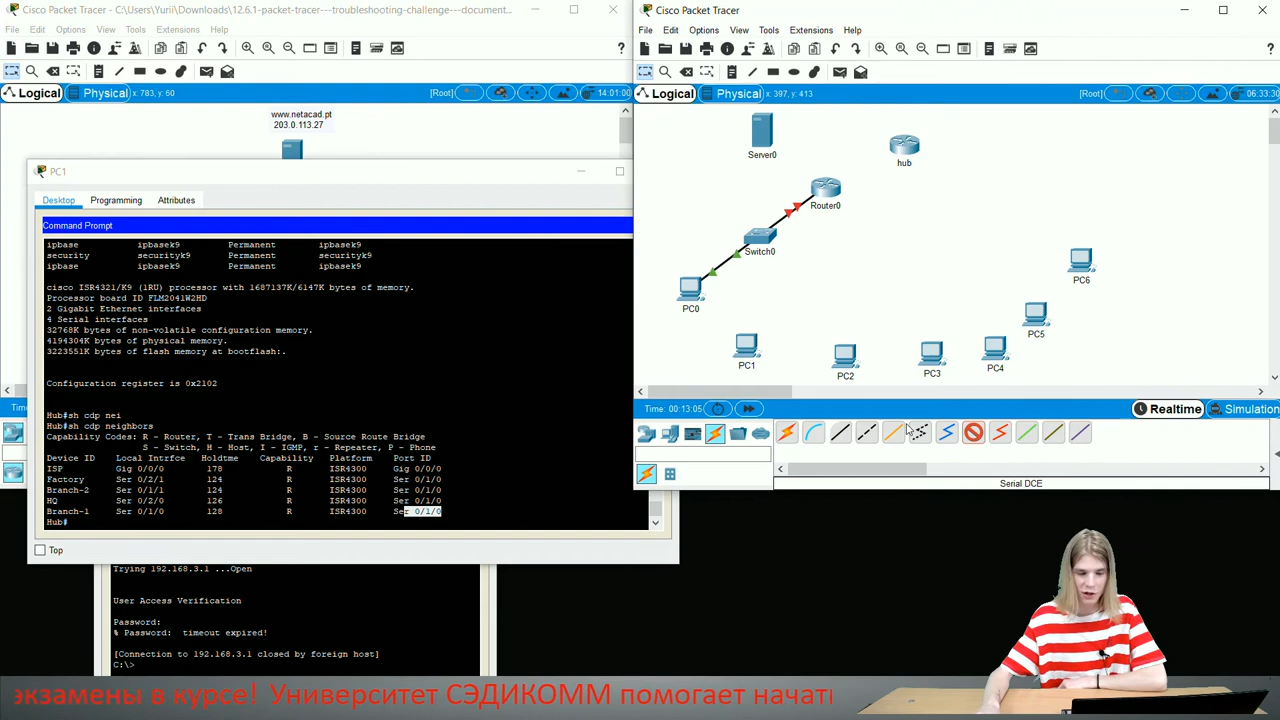 Cisco Packet Tracer - C:\Users\Yurii\Downloads\12.6.1-packet-tracer---troubleshooting-challenge---document...
File Edit Options View Tools Extensions Help
?
Logical Physical x: 783, y: 60 [Root] 14:01:00
www.netacad.pt
203.0.113.27
PC1
Desktop Programming Attributes
Command Prompt
ipbase ipbasek9 Permanent ipbasek9
security securityk9 Permanent securityk9
ipbase ipbasek9 Permanent ipbasek9
cisco ISR4321/K9 (1RU) processor with 1687137K/6147K bytes of memory.
Processor board ID FLM2041W2HD
2 Gigabit Ethernet interfaces
4 Serial interfaces
32768K bytes of non-volatile configuration memory.
4194304K bytes of physical memory.
3223551K bytes of flash memory at bootflash:.
Configuration register is 0x2102
Hub#sh cdp nei
Hub#sh cdp neighbors
Capability Codes: R - Router, T - Trans Bridge, B - Source Route Bridge
S - Switch, H - Host, I - IGMP, r - Repeater, P - Phone
Device ID Local Intrfce Holdtme Capability Platform Port ID
ISP Gig 0/0/0 178 R ISR4300 Gig 0/0/0
Factory Ser 0/2/1 124 R ISR4300 Ser 0/1/0
Branch-2 Ser 0/1/1 124 R ISR4300 Ser 0/1/0
HQ Ser 0/2/0 126 R ISR4300 Ser 0/1/0
Branch-1 Ser 0/1/0 128 R ISR4300 Ser 0/1/0
Hub#
Top
Trying 192.168.3.1 ...Open
User Access Verification
Password:
% Password: timeout expired!
[Connection to 192.168.3.1 closed by foreign host]
C:\>
Cisco Packet Tracer
File Edit Options View Tools Extensions Help
?
Logical Physical x: 397, y: 413 [Root] 06:33:30
Server0
hub
Router0
Switch0
PC0
PC1
PC2
PC3
PC4
PC5
PC6
Time: 00:13:05 Realtime Simulation
Serial DCE
экзамены в курсе! Университет СЭДИКОММ помогает начать